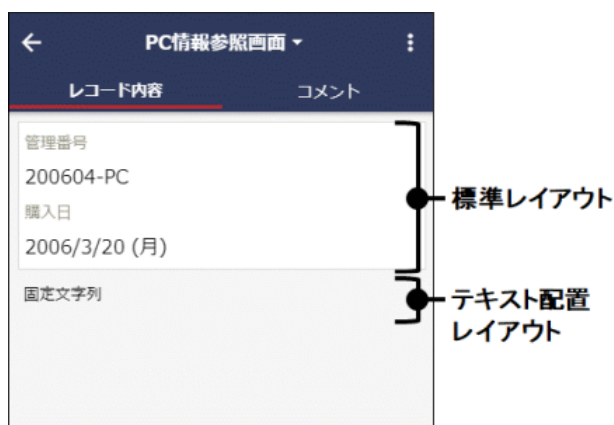 PC情報参照画面
レコード内容
コメント
管理番号
200604-PC
購入日
2006/3/20 (月)
固定文字列
標準レイアウト
テキスト配置
レイアウト